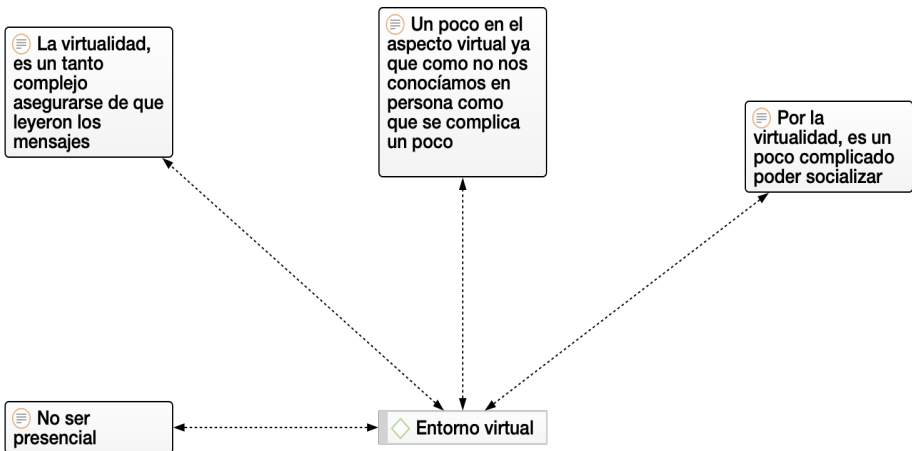 La virtualidad,
es un tanto
complejo
asegurarse de que
leyeron los
mensajes
Un poco en el
aspecto virtual ya
que como no nos
conocíamos en
persona como
que se complica
un poco
Por la
virtualidad, es un
poco complicado
poder socializar
No ser
presencial
Entorno virtual